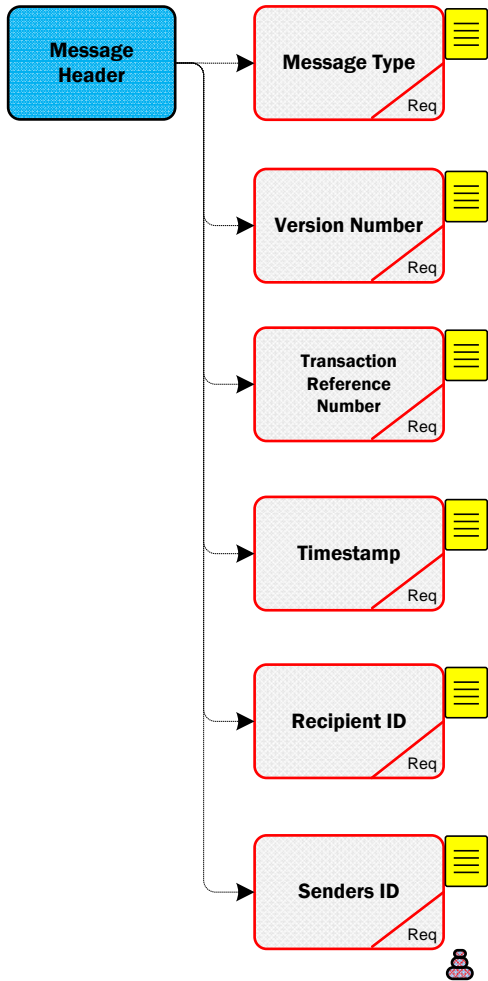 Message
Header
Message Type
Req
Version Number
Req
Transaction
Reference
Number
Req
Timestamp
Req
Recipient ID
Req
Senders ID
Req